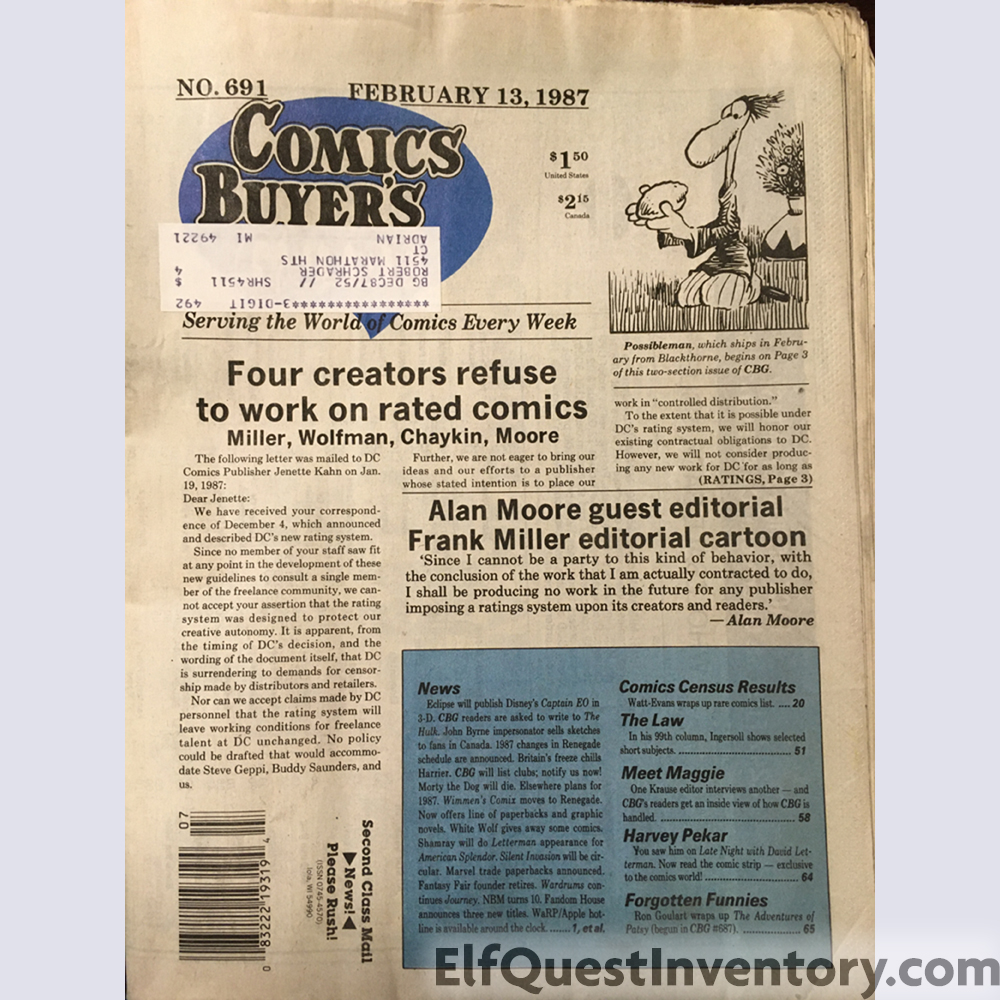 NO. 691
FEBRUARY 13, 1987
COMICS
BUYER'S
$1 50
United States
$2 15
Canada
***************3-DIGIT 492
BG DEC87/52 // SHR4511 $
ROBERT SCHRADER 4
4511 MARATHON HTS
CT
ADRIAN MI 49221
Serving the World of Comics Every Week
Possibleman, which ships in Febru-
ary from Blackthorne, begins on Page 3
of this two-section issue of CBG.
Four creators refuse
to work on rated comics
Miller, Wolfman, Chaykin, Moore
The following letter was mailed to DC
Comics Publisher Jenette Kahn on Jan.
19, 1987:
Dear Jenette:
We have received your correspond-
ence of December 4, which announced
and described DC's new rating system.
Since no member of your staff saw fit
at any point in the development of these
new guidelines to consult a single mem-
ber of the freelance community, we can-
not accept your assertion that the rating
system was designed to protect our
creative autonomy. It is apparent, from
the timing of DC's decision, and the
wording of the document itself, that DC
is surrendering to demands for censor-
ship made by distributors and retailers.
Nor can we accept claims made by DC
personnel that the rating system will
leave working conditions for freelance
talent at DC unchanged. No policy
could be drafted that would accommo-
date Steve Geppi, Buddy Saunders, and
us.
Further, we are not eager to bring our
ideas and our efforts to a publisher
whose stated intention is to place our
work in "controlled distribution."
To the extent that it is possible under
DC's rating system, we will honor our
existing contractual obligations to DC.
However, we will not consider produc-
ing any new work for DC for as long as
(RATINGS, Page 3)
Alan Moore guest editorial
Frank Miller editorial cartoon
'Since I cannot be a party to this kind of behavior, with
the conclusion of the work that I am actually contracted to do,
I shall be producing no work in the future for any publisher
imposing a ratings system upon its creators and readers.'
— Alan Moore
News
Eclipse will publish Disney's Captain EO in
3-D. CBG readers are asked to write to The
Hulk. John Byrne impersonator sells sketches
to fans in Canada. 1987 changes in Renegade
schedule are announced. Britain's freeze chills
Harrier. CBG will list clubs; notify us now!
Morty the Dog will die. Elsewhere plans for
1987. Wimmen's Comix moves to Renegade.
Now offers line of paperbacks and graphic
novels. White Wolf gives away some comics.
Shamray will do Letterman appearance for
American Splendor. Silent Invasion will be cir-
cular. Marvel trade paperbacks announced.
Fantasy Fair founder retires. Wardrums con-
tinues Journey. NBM turns 10. Fandom House
announces three new titles. WaRP/Apple hot-
line is available around the clock. ....... 1, et al.
Comics Census Results
Watt-Evans wraps up rare comics list. .... 20
The Law
In his 99th column, Ingersoll shows selected
short subjects. .................................... 51
Meet Maggie
One Krause editor interviews another — and
CBG's readers get an inside view of how CBG is
handled. .......................................... 58
Harvey Pekar
You saw him on Late Night with David Let-
terman. Now read the comic strip — exclusive
to the comics world! ............................ 64
Forgotten Funnies
Ron Goulart wraps up The Adventures of
Patsy (begun in CBG #687). .................. 65
07
0 83222 19319 4
Second Class Mail
▶News!◀
Please Rush!
(ISSN 0745-4570)
Iola, WI 54990
ElfQuestInventory.com